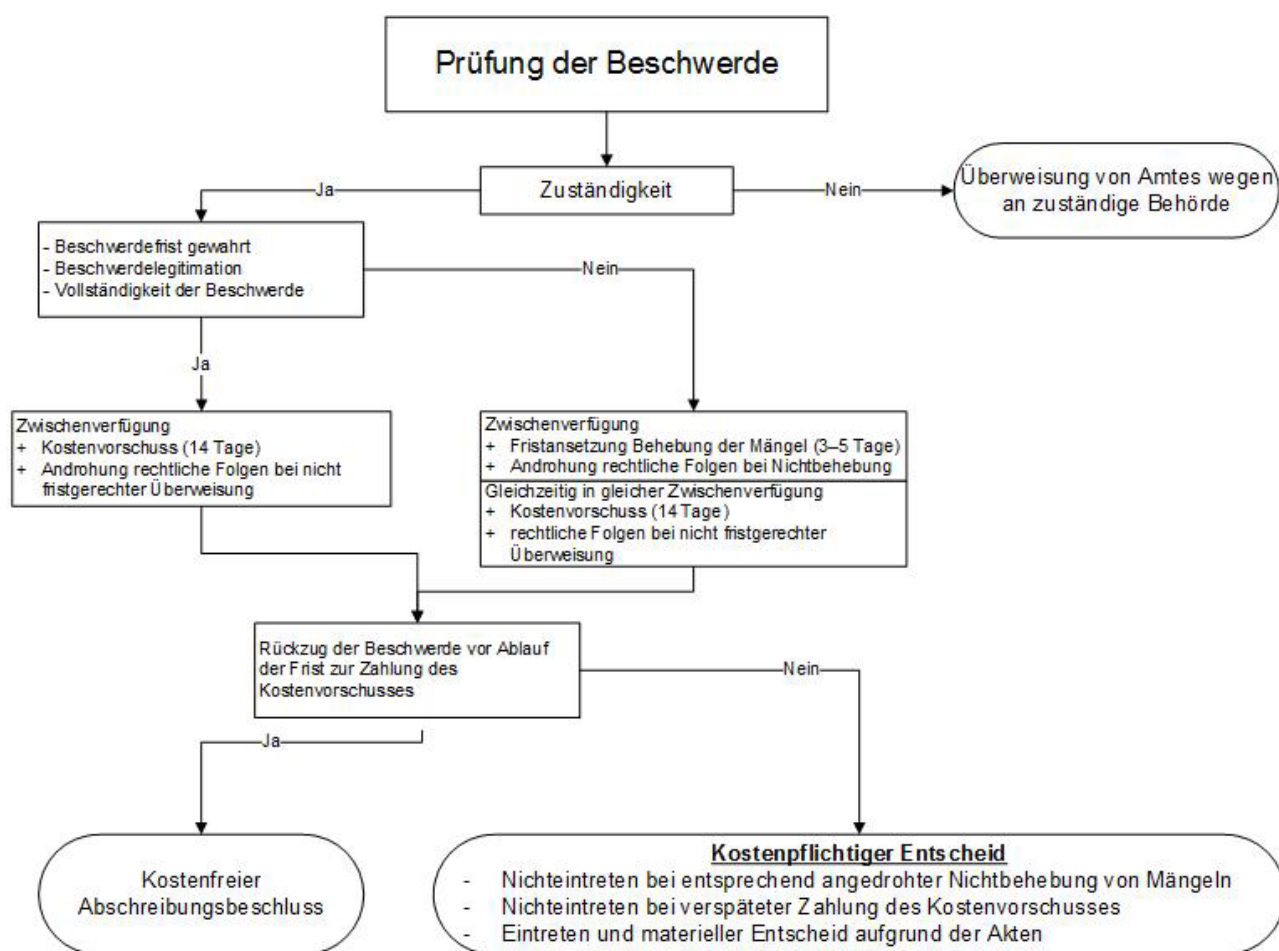 Prüfung der Beschwerde
Zuständigkeit
Ja
Nein
Überweisung von Amtes wegen
an zuständige Behörde
- Beschwerdefrist gewahrt
- Beschwerdelegitimation
- Vollständigkeit der Beschwerde
Nein
Ja
Zwischenverfügung
+ Kostenvorschuss (14 Tage)
+ Androhung rechtliche Folgen bei nicht
fristgerechter Überweisung
Zwischenverfügung
+ Fristansetzung Behebung der Mängel (3–5 Tage)
+ Androhung rechtliche Folgen bei Nichtbehebung
Gleichzeitig in gleicher Zwischenverfügung
+ Kostenvorschuss (14 Tage)
+ rechtliche Folgen bei nicht fristgerechter
Überweisung
Rückzug der Beschwerde vor Ablauf
der Frist zur Zahlung des
Kostenvorschusses
Nein
Ja
Kostenfreier
Abschreibungsbeschluss
Kostenpflichtiger Entscheid
- Nichteintreten bei entsprechend angedrohter Nichtbehebung von Mängeln
- Nichteintreten bei verspäteter Zahlung des Kostenvorschusses
- Eintreten und materieller Entscheid aufgrund der Akten